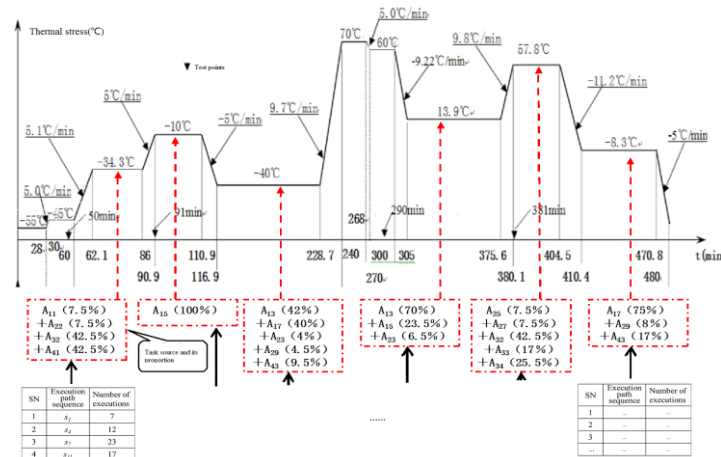 Thermal stress(℃)
70℃
5.0℃/min
60℃
9.8℃/min
57.8℃
Test points
-9.22℃/min
5℃/min
-11.2℃/min
-10℃
-5℃/min
9.7℃/min
13.9℃
5.1℃/min
-8.3℃
-5℃/min
-34.3℃
-40℃
5.0℃/min
-55℃
-45℃
50min
91min
268
290min
381min
28
30
60
62.1
86
110.9
228.7
240
300
305
375.6
404.5
470.8
t(min
90.9
116.9
270
380.1
410.4
480
A11 (7.5%)
+A22 (7.5%)
+A32 (42.5%)
+A41 (42.5%)
A15 (100%)
A13 (42%)
+A17 (40%)
+A23 (4%)
+A29 (4.5%)
+A43 (9.5%)
A13 (70%)
+A15 (23.5%)
+A23 (6.5%)
A25 (7.5%)
+A27 (7.5%)
+A32 (42.5%)
+A33 (17%)
+A34 (25.5%)
A17 (75%)
+A29 (8%)
+A43 (17%)
Task source and its
proportion
SN Execution path sequence Number of executions
1 x1 7
2 x4 12
3 x7 23
4 17
......
SN Execution path sequence Number of executions
1 ... ...
2 ... ...
3 ... ...
... ... ...